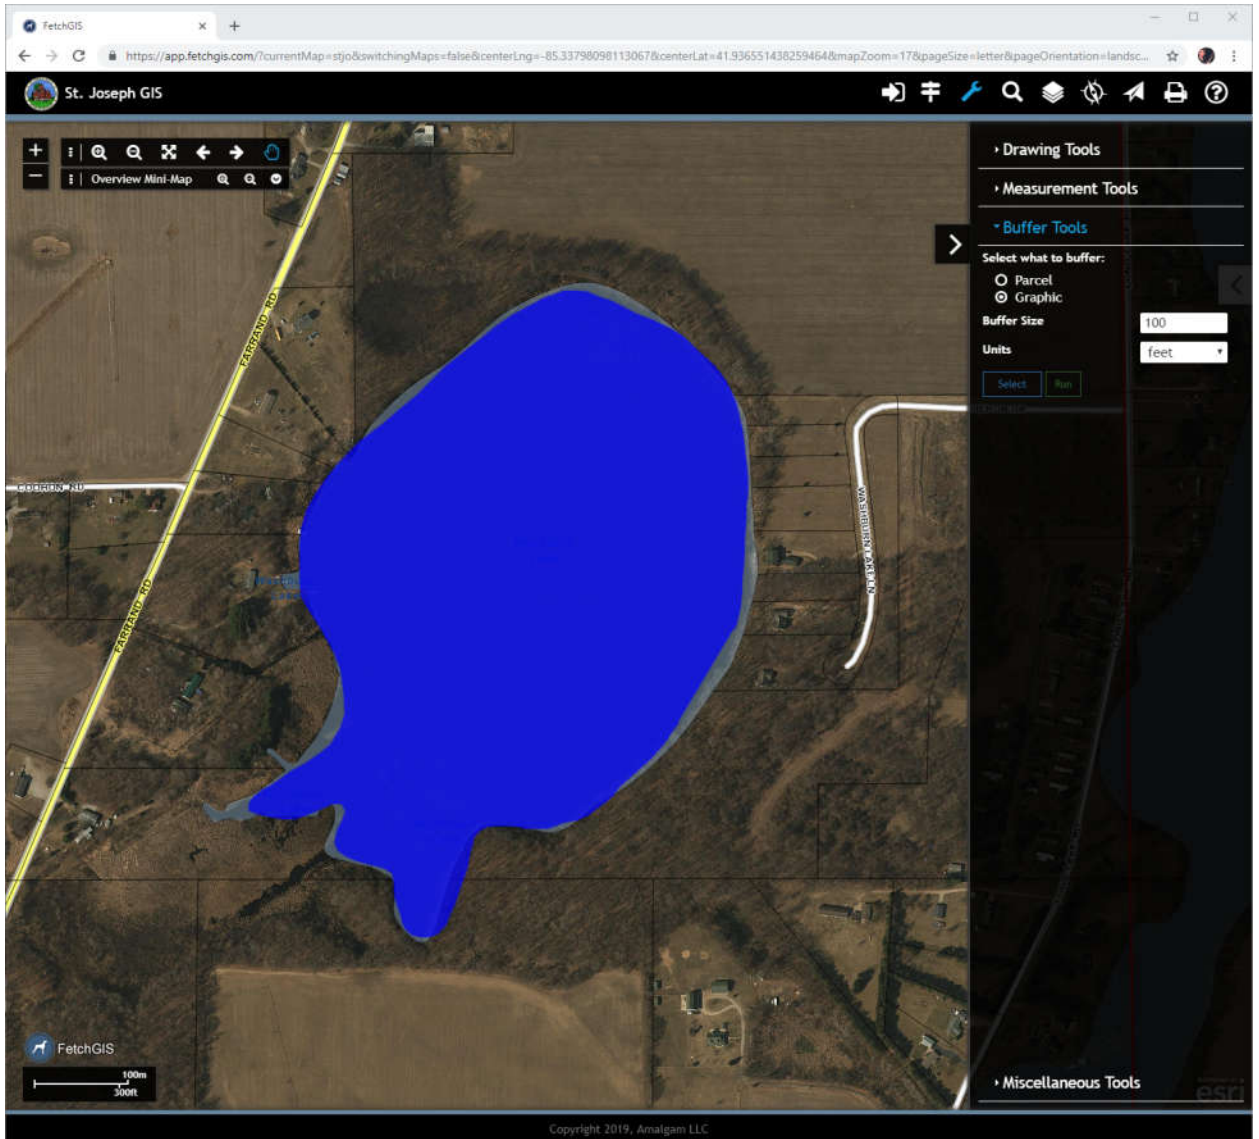 FetchGIS
https://app.fetchgis.com/?currentMap=stjo&switchingMaps=false&centerLng=-85.33798098113067&centerLat=41.936551438259464&mapZoom=17&pageSize=letter&pageOrientation=landsc...
St. Joseph GIS
Overview Mini-Map
Drawing Tools
Measurement Tools
Buffer Tools
Select what to buffer:
Parcel
Graphic
Buffer Size
100
Units
feet
Select
Run
FARRAND RD
WASHBURN LAKE LN
FARRAND RD
FetchGIS
100m
300ft
Miscellaneous Tools
esri
Copyright 2019, Amalgam LLC